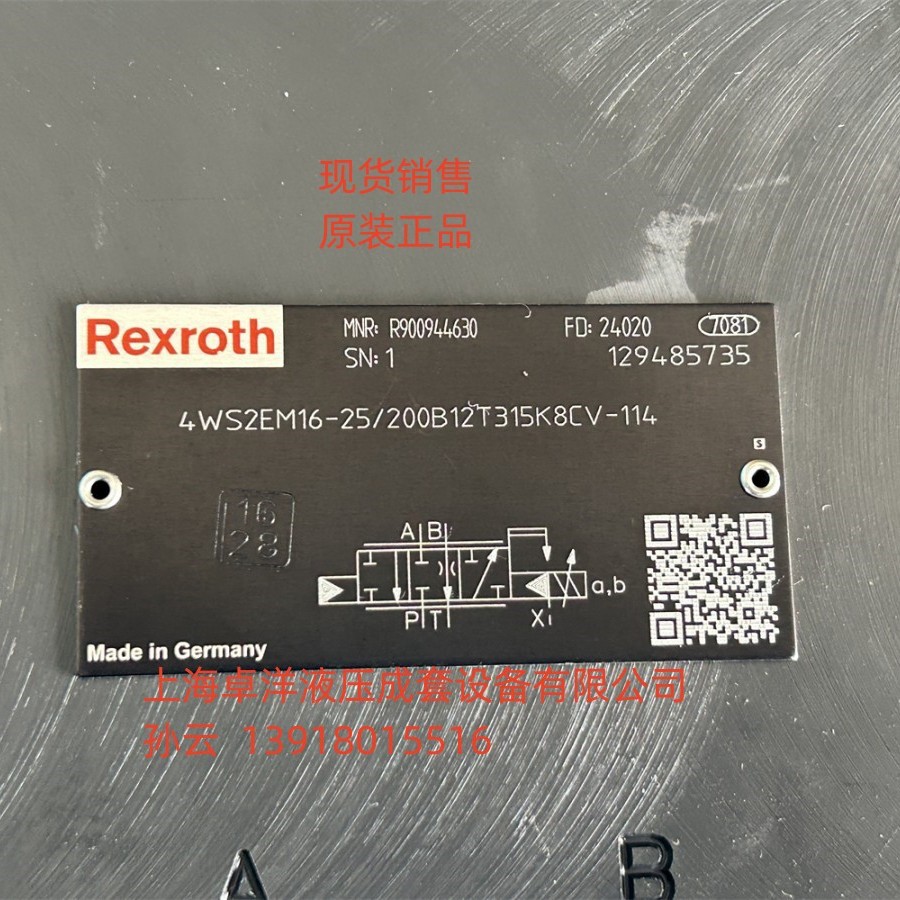 现货销售
原装正品
Rexroth
MNR: R900944630 FD: 24020 7081
SN: 1 129485735
4WS2EM16-25/200B12T315K8CV-114
S
16
28
A B
a,b
P T X
Made in Germany
上海卓洋液压成套设备有限公司
孙云 13918015516
A B